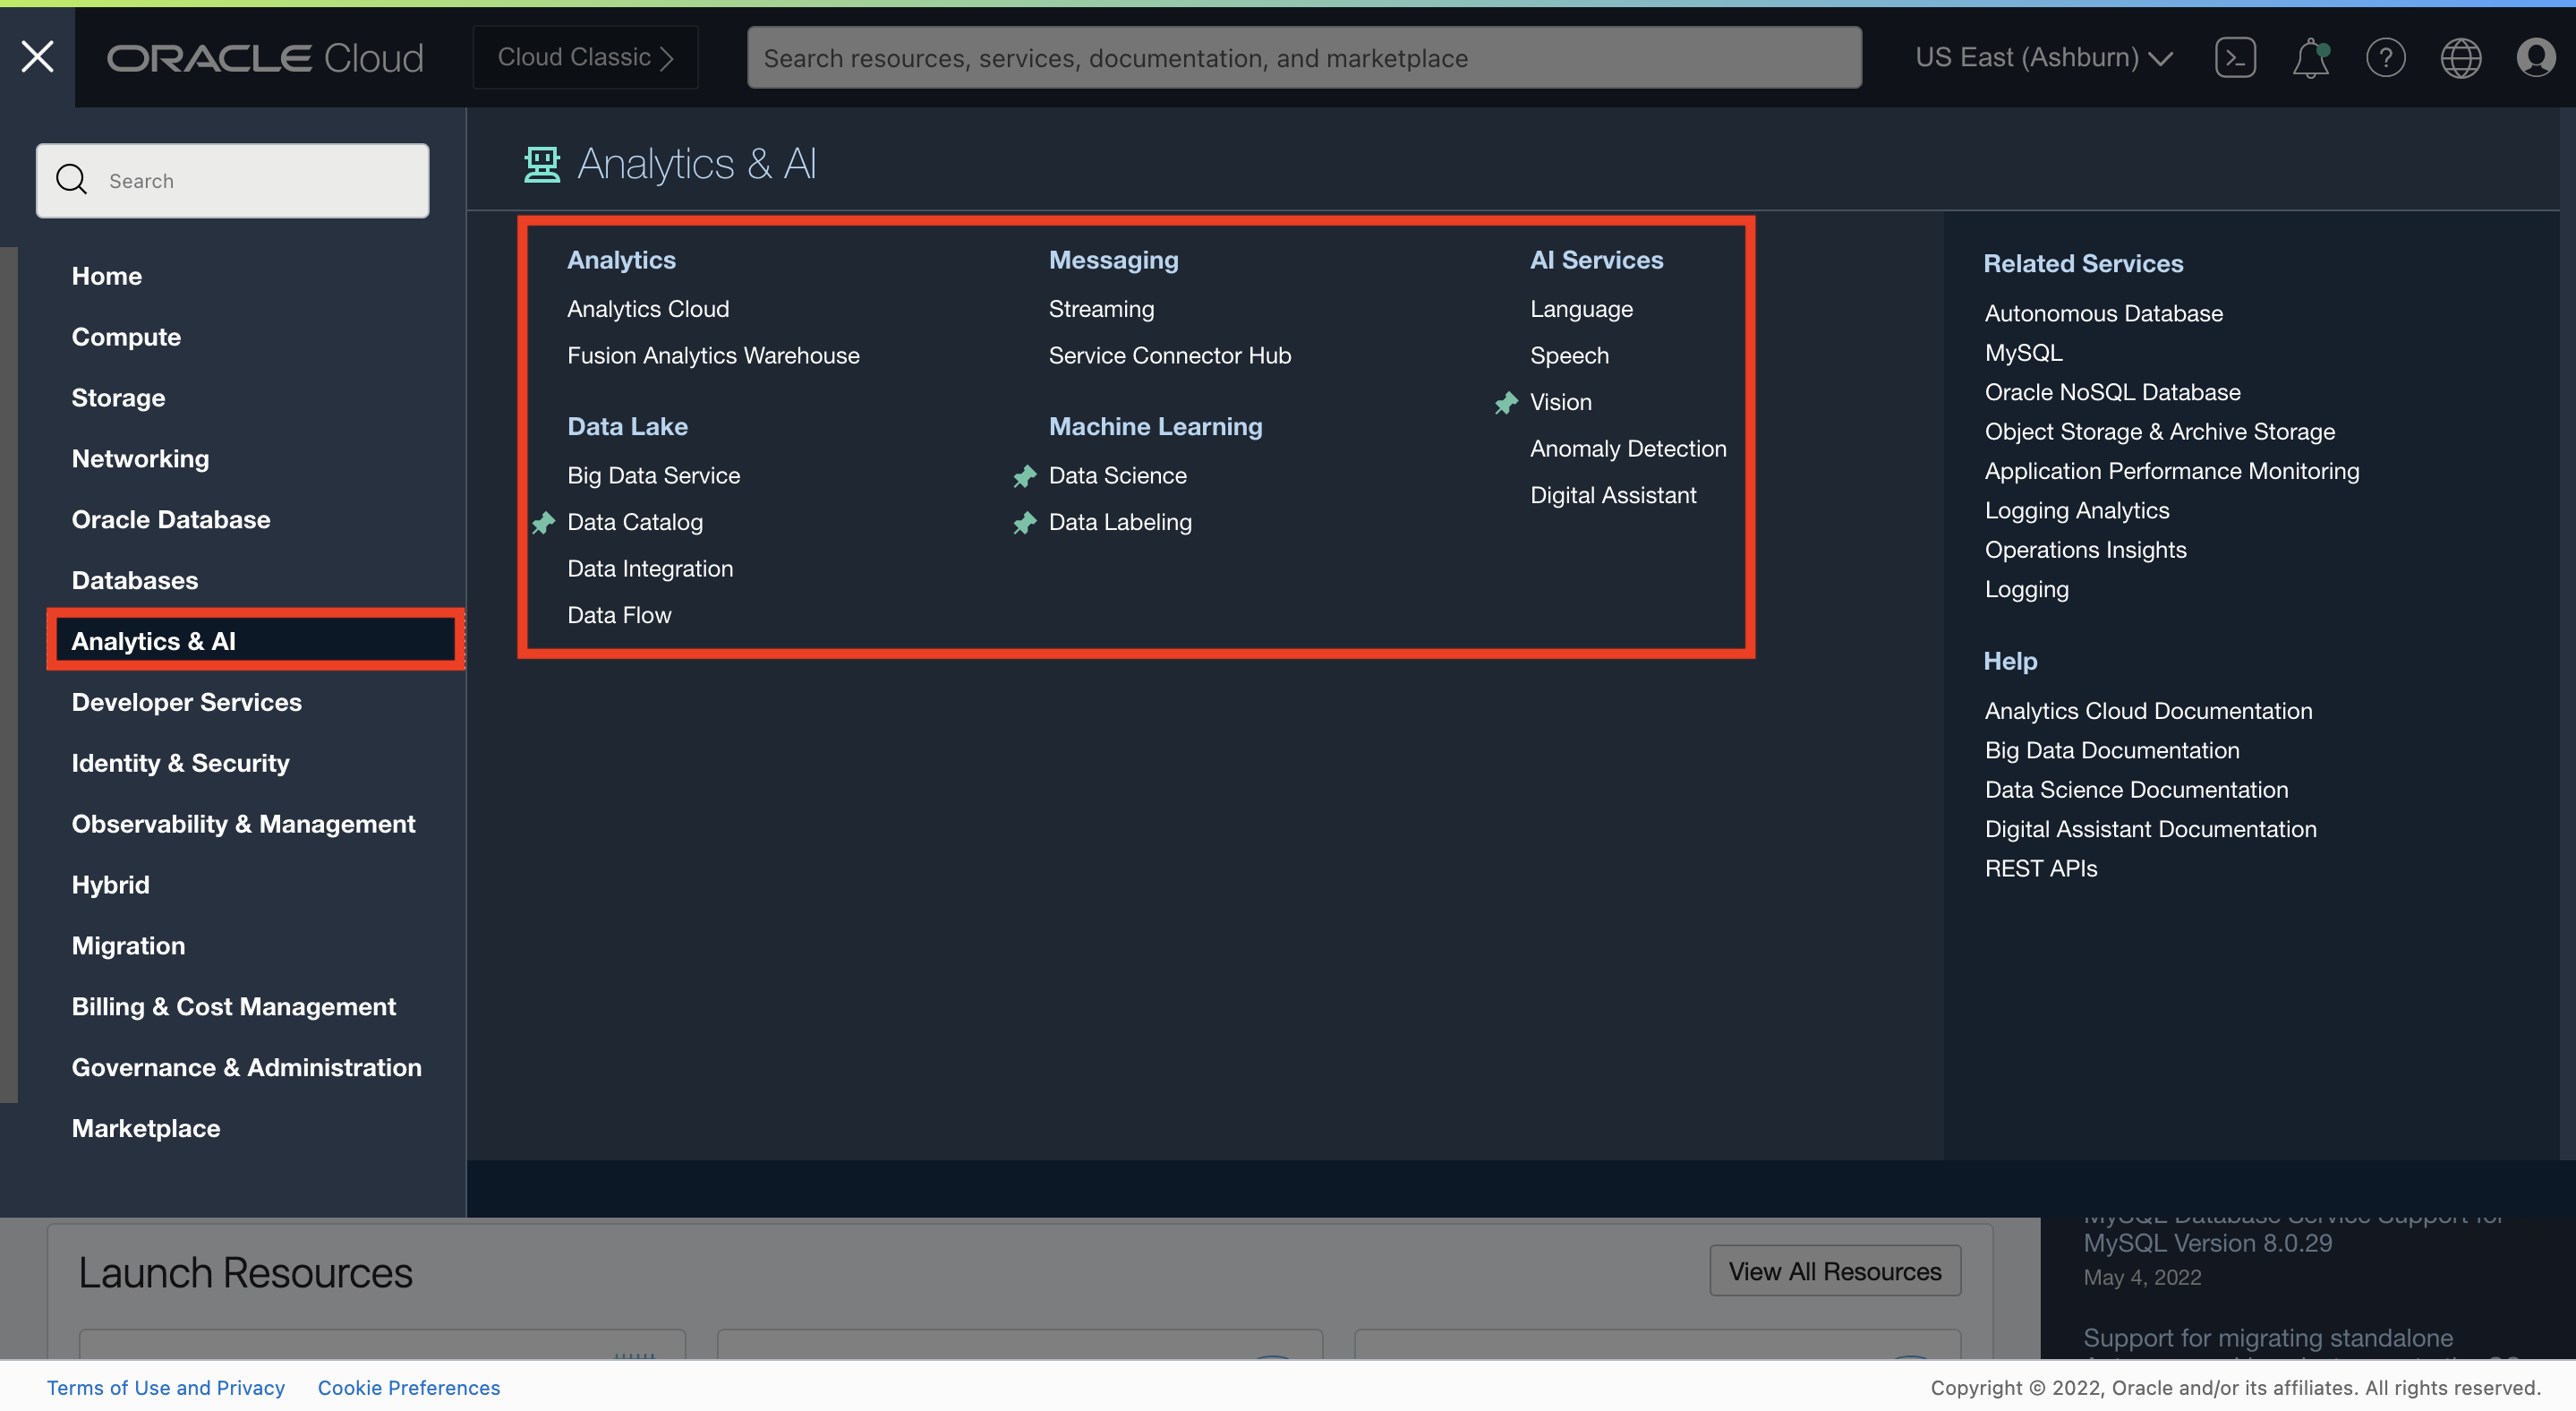 ORACLE Cloud
Cloud Classic
Search resources, services, documentation, and marketplace
US East (Ashburn)
Search
Home
Compute
Storage
Networking
Oracle Database
Databases
Analytics & AI
Developer Services
Identity & Security
Observability & Management
Hybrid
Migration
Billing & Cost Management
Governance & Administration
Marketplace
Analytics & AI
Analytics
Analytics Cloud
Fusion Analytics Warehouse
Data Lake
Big Data Service
Data Catalog
Data Integration
Data Flow
Messaging
Streaming
Service Connector Hub
Machine Learning
Data Science
Data Labeling
AI Services
Language
Speech
Vision
Anomaly Detection
Digital Assistant
Related Services
Autonomous Database
MySQL
Oracle NoSQL Database
Object Storage & Archive Storage
Application Performance Monitoring
Logging Analytics
Operations Insights
Logging
Help
Analytics Cloud Documentation
Big Data Documentation
Data Science Documentation
Digital Assistant Documentation
REST APIs
Launch Resources
View All Resources
MySQL Database Service Support for
MySQL Version 8.0.29
May 4, 2022
Support for migrating standalone
Terms of Use and Privacy
Cookie Preferences
Copyright © 2022, Oracle and/or its affiliates. All rights reserved.